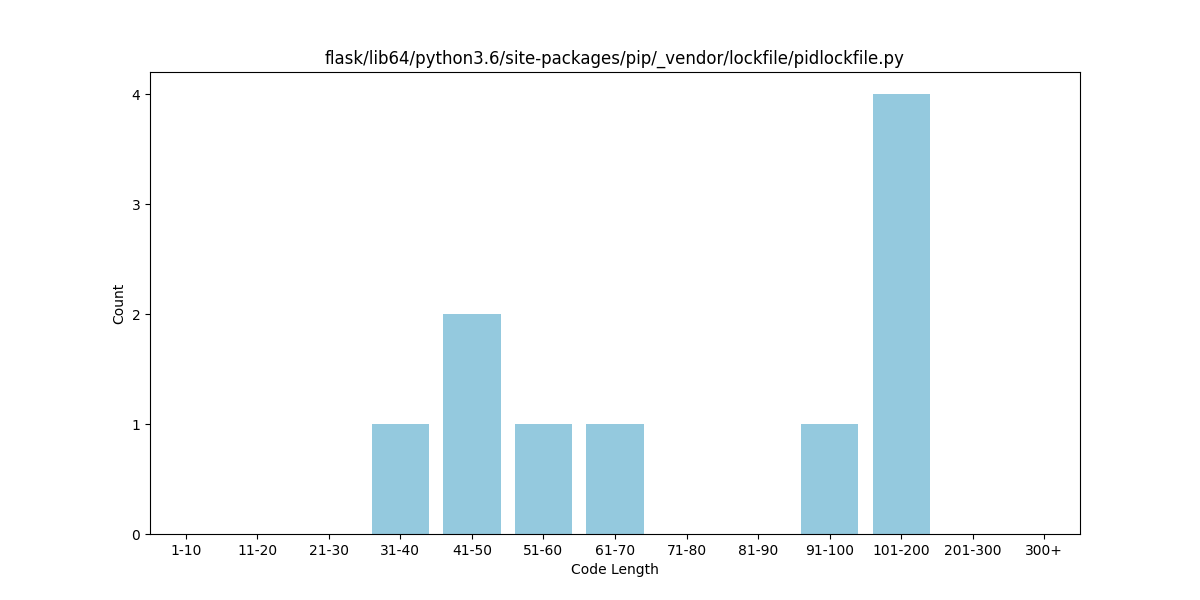 flask/lib64/python3.6/site-packages/pip/_vendor/lockfile/pidlockfile.py
4
3
2
1
0
Count
1-10 11-20 21-30 31-40 41-50 51-60 61-70 71-80 81-90 91-100 101-200 201-300 300+
Code Length